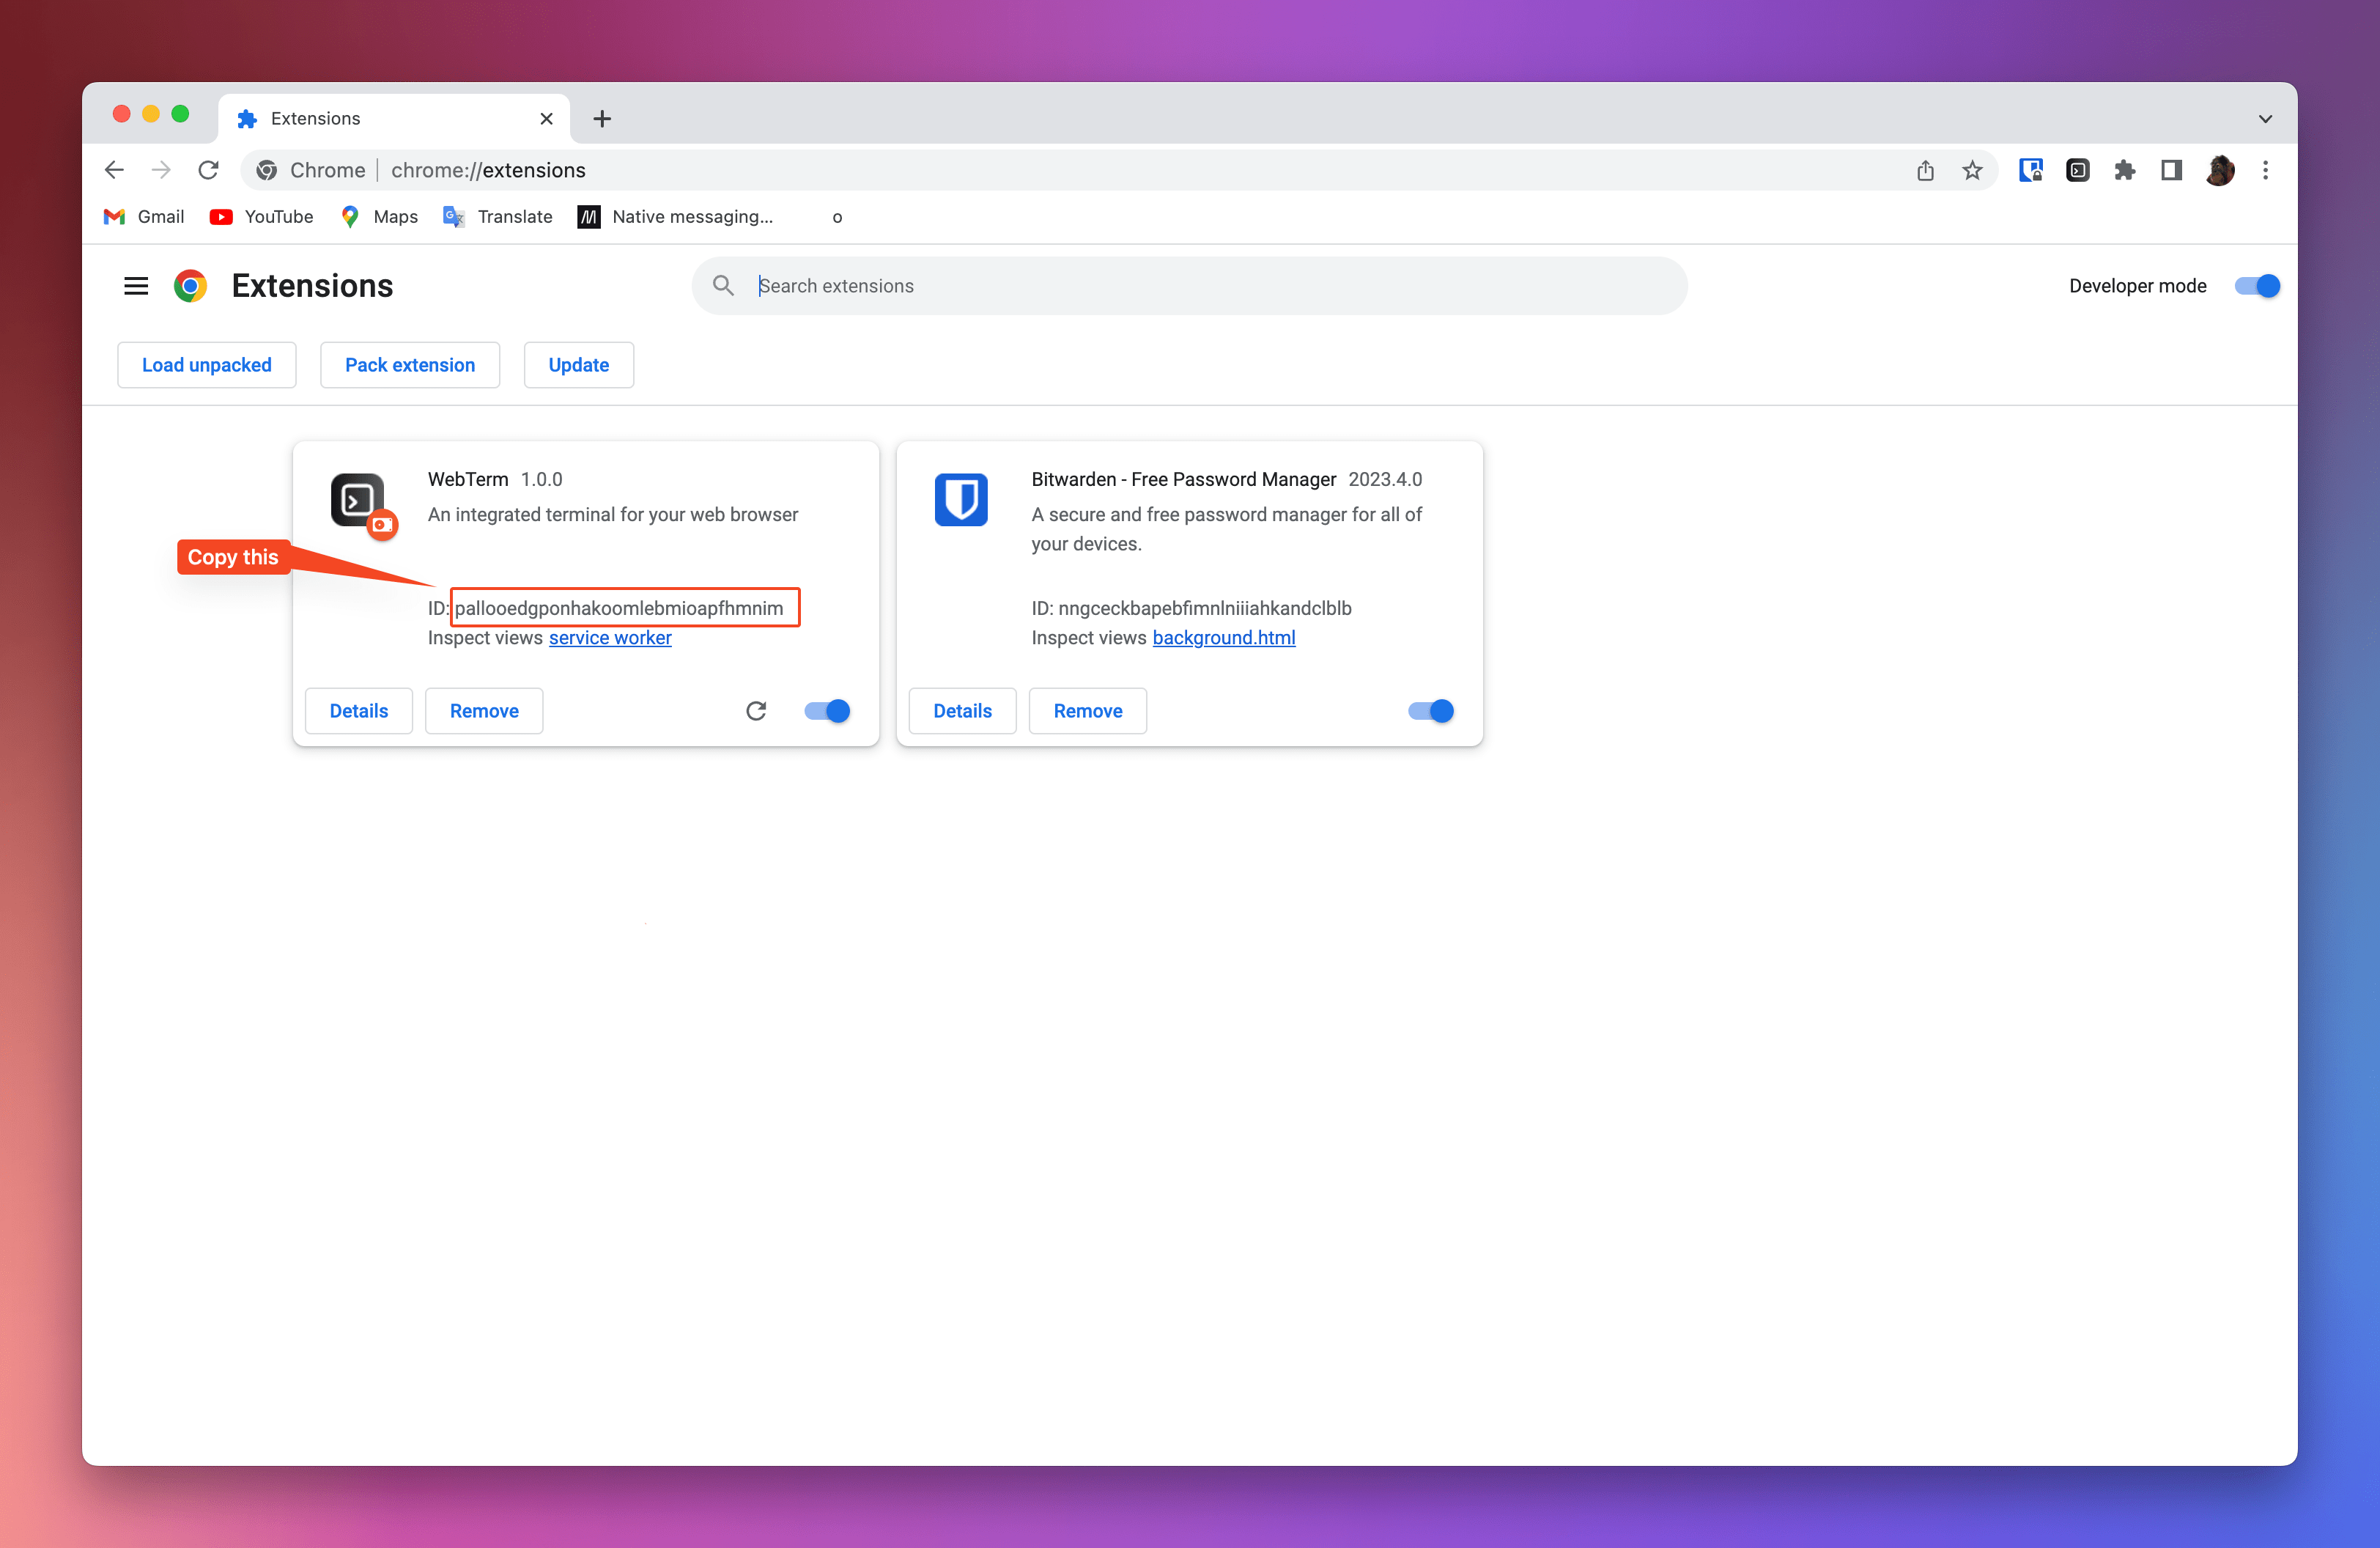 Extensions
Chrome chrome://extensions
Gmail YouTube Maps Translate Native messaging... o
Extensions
Search extensions
Developer mode
Load unpacked Pack extension Update
WebTerm 1.0.0
An integrated terminal for your web browser
Copy this
ID: pallooedgponhakoomlebmioapfhmnim
Inspect views service worker
Details Remove
Bitwarden - Free Password Manager 2023.4.0
A secure and free password manager for all of
your devices.
ID: nngceckbapebfimnlniiiahkandclblb
Inspect views background.html
Details Remove